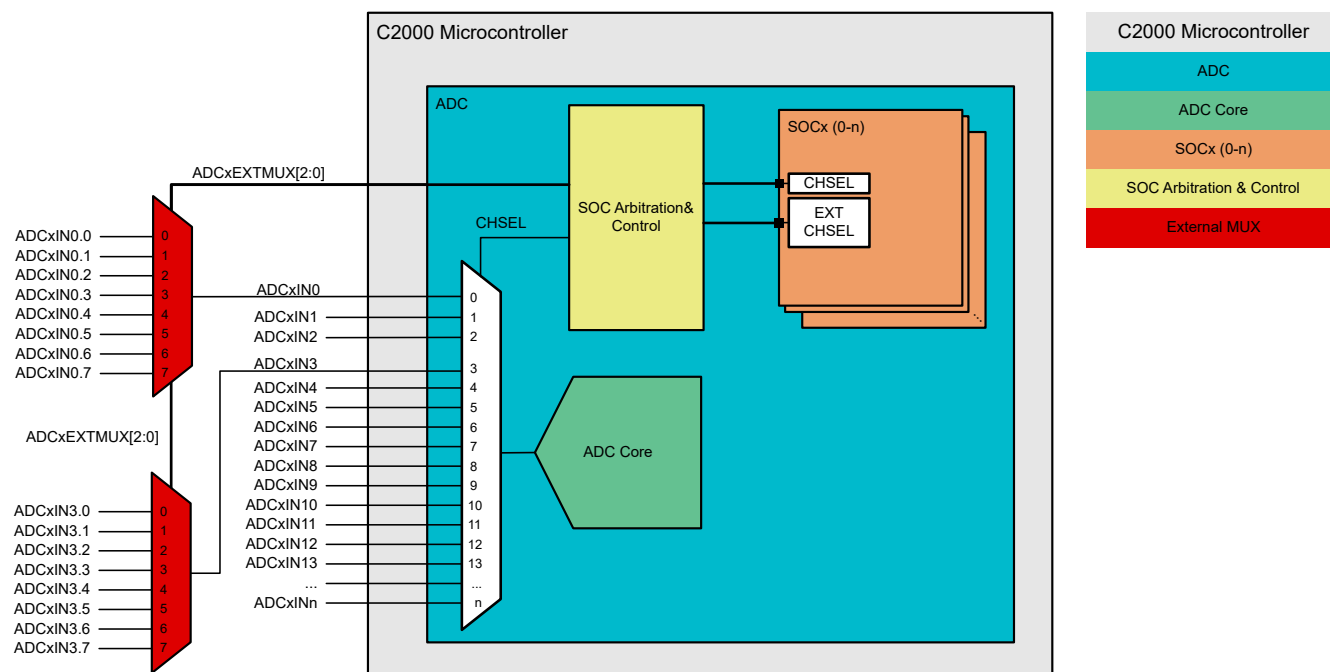 C2000 Microcontroller
ADC
SOC Arbitration&
Control
SOCx (0-n)
CHSEL
EXT
CHSEL
ADCxEXTMUX[2:0]
CHSEL
ADCxIN0.0
ADCxIN0.1
ADCxIN0.2
ADCxIN0.3
ADCxIN0.4
ADCxIN0.5
ADCxIN0.6
ADCxIN0.7
0
1
2
3
4
5
6
7
ADCxEXTMUX[2:0]
ADCxIN3.0
ADCxIN3.1
ADCxIN3.2
ADCxIN3.3
ADCxIN3.4
ADCxIN3.5
ADCxIN3.6
ADCxIN3.7
0
1
2
3
4
5
6
7
ADCxIN0
ADCxIN1
ADCxIN2
ADCxIN3
ADCxIN4
ADCxIN5
ADCxIN6
ADCxIN7
ADCxIN8
ADCxIN9
ADCxIN10
ADCxIN11
ADCxIN12
ADCxIN13
...
ADCxINn
0
1
2
3
4
5
6
7
8
9
10
11
12
13
...
n
ADC Core
C2000 Microcontroller
ADC
ADC Core
SOCx (0-n)
SOC Arbitration & Control
External MUX